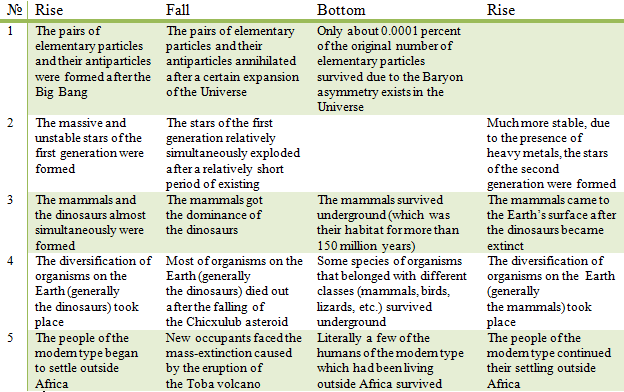 № Rise Fall Bottom Rise
1 The pairs of elementary particles and their antiparticles were formed after the Big Bang
The pairs of elementary particles and their antiparticles annihilated after a certain expansion of the Universe
Only about 0.0001 percent of the original number of elementary particles survived due to the Baryon asymmetry exists in the Universe
2 The massive and unstable stars of the first generation were formed
The stars of the first generation relatively simultaneously exploded after a relatively short period of existing
Much more stable, due to the presence of heavy metals, the stars of the second generation were formed
3 The mammals and the dinosaurs almost simultaneously were formed
The mammals got the dominance of the dinosaurs
The mammals survived underground (which was their habitat for more than 150 million years)
The mammals came to the Earth's surface after the dinosaurs became extinct
4 The diversification of organisms on the Earth (generally the dinosaurs) took place
Most of organisms on the Earth (generally the dinosaurs) died out after the falling of the Chicxulub asteroid
Some species of organisms that belonged with different classes (mammals, birds, lizards, etc.) survived underground
The diversification of organisms on the Earth (generally the mammals) took place
5 The people of the modern type began to settle outside Africa
New occupants faced the mass-extinction caused by the eruption of the Toba volcano
Literally a few of the humans of the modern type which had been living outside Africa survived
The people of the modern type continued their settling outside Africa